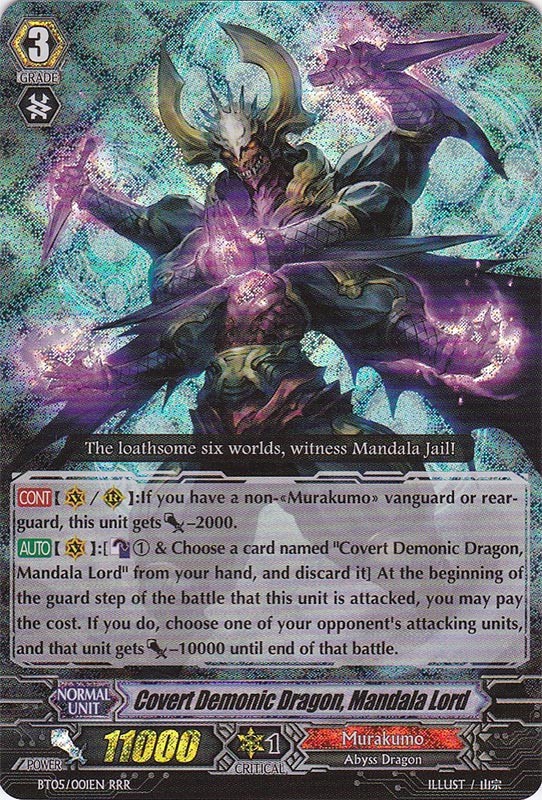 3
GRADE
The loathsome six worlds, witness Mandala Jail!
CONT [ / ]:If you have a non-«Murakumo» vanguard or rear-
guard, this unit gets -2000.
AUTO [ ]:[ ① & Choose a card named "Covert Demonic Dragon,
Mandala Lord" from your hand, and discard it] At the beginning
of the guard step of the battle that this unit is attacked, you may pay
the cost. If you do, choose one of your opponent's attacking units,
and that unit gets -10000 until end of that battle.
NORMAL
UNIT
Covert Demonic Dragon, Mandala Lord
POWER
11000
1
CRITICAL
Murakumo
Abyss Dragon
BT05/001EN RRR
ILLUST / 山宗